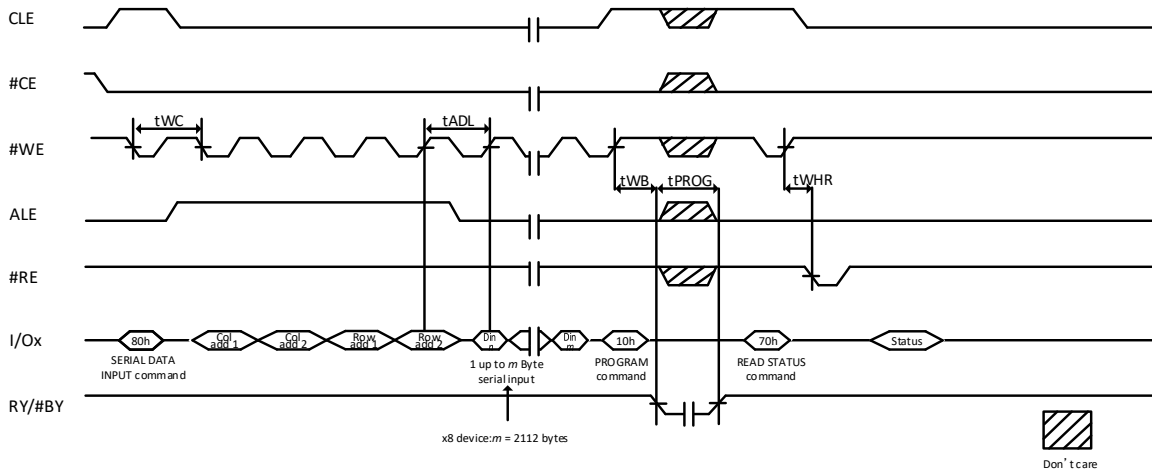 CLE
#CE
tWC
tADL
#WE
tWB
tPROG
tWHR
ALE
#RE
I/Ox
80h
Col
add 1
Col
add 2
Row
add 1
Row
add 2
Din
n
Din
m
10h
70h
Status
SERIAL DATA
INPUT command
1 up to m Byte
serial input
PROGRAM
command
READ STATUS
command
RY/#BY
x8 device:m = 2112 bytes
Don't care